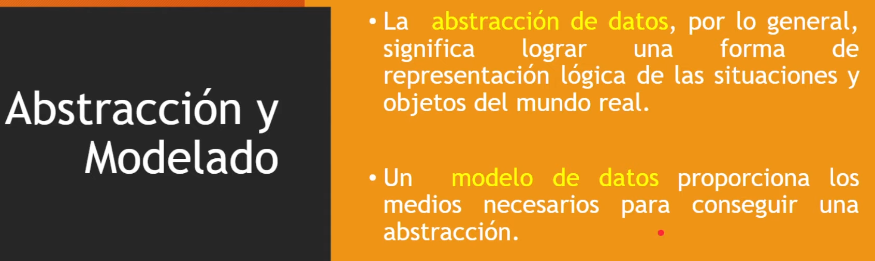 Abstracción y
Modelado
• La abstracción de datos, por lo general,
significa lograr una forma de
representación lógica de las situaciones y
objetos del mundo real.
• Un modelo de datos proporciona los
medios necesarios para conseguir una
abstracción.